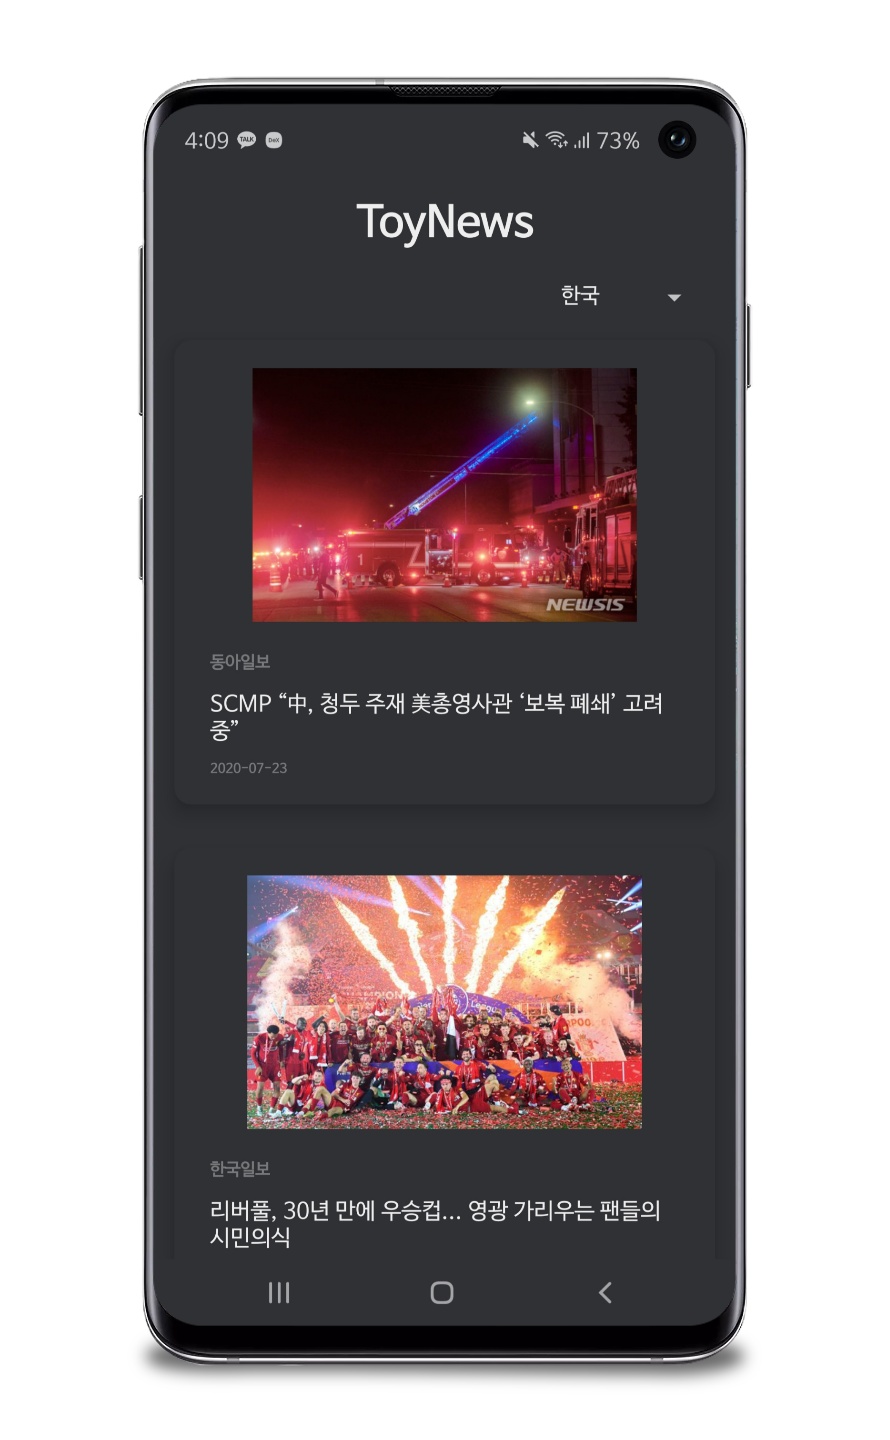 4:09 TALK DeX 73%
ToyNews
한국
1
NEWSIS
동아일보
SCMP “中, 청두 주재 美총영사관 ‘보복 폐쇄’ 고려
중”
2020-07-23
한국일보
리버풀, 30년 만에 우승컵... 영광 가리우는 팬들의
시민의식